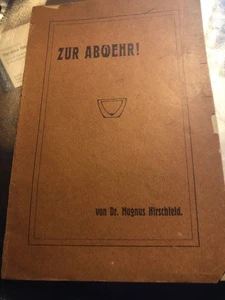 ZUR ABWEHR!
von Dr. Magnus Hirschfeld.